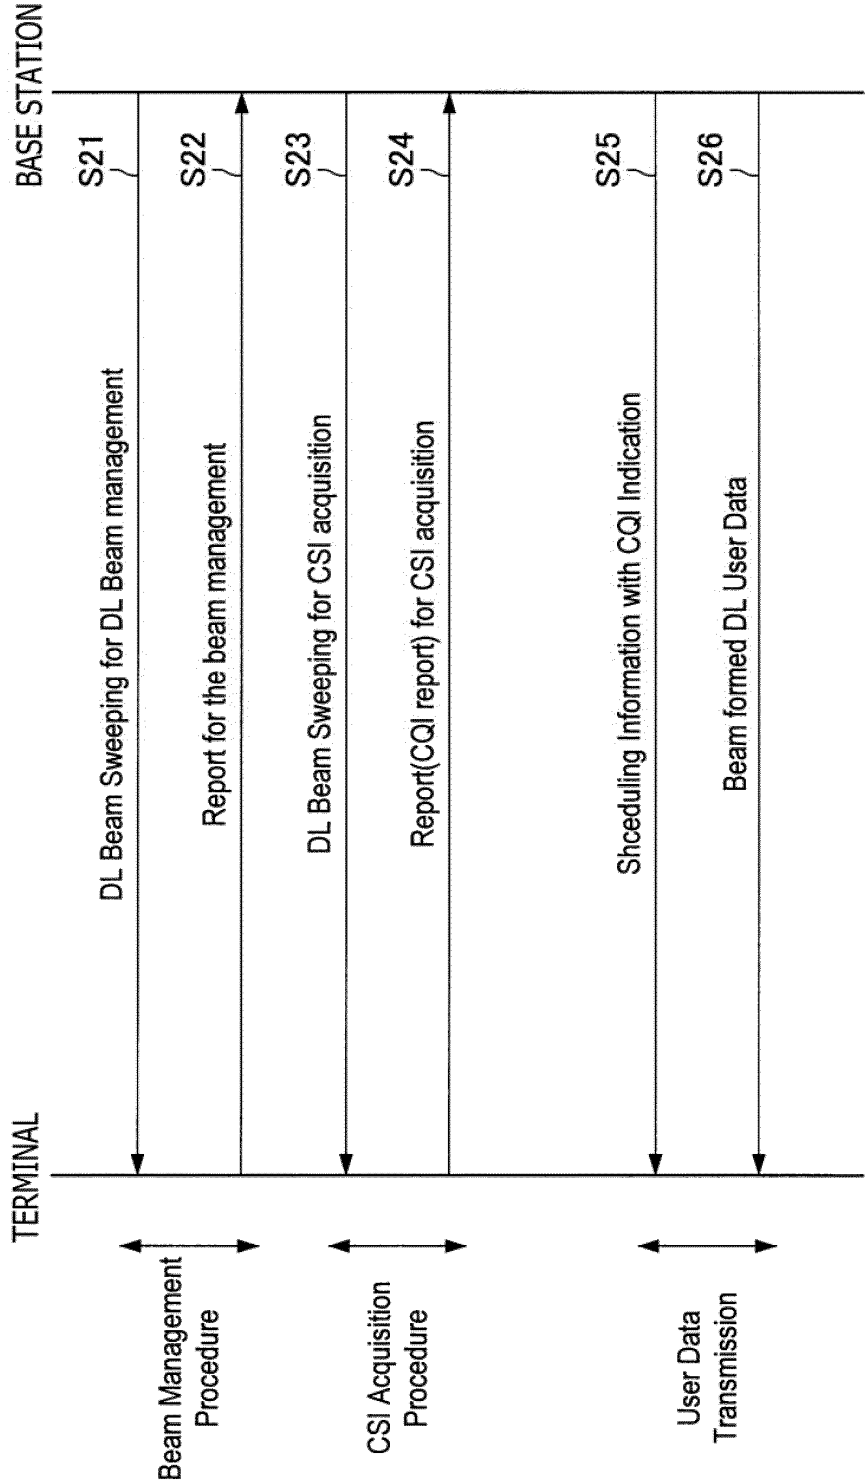 TERMINAL
BASE STATION
Beam Management
Procedure
DL Beam Sweeping for DL Beam management
S21
Report for the beam management
S22
CSI Acquisition
Procedure
DL Beam Sweeping for CSI acquisition
S23
Report(CQI report) for CSI acquisition
S24
User Data
Transmission
Shceduling Information with CQI Indication
S25
Beam formed DL User Data
S26